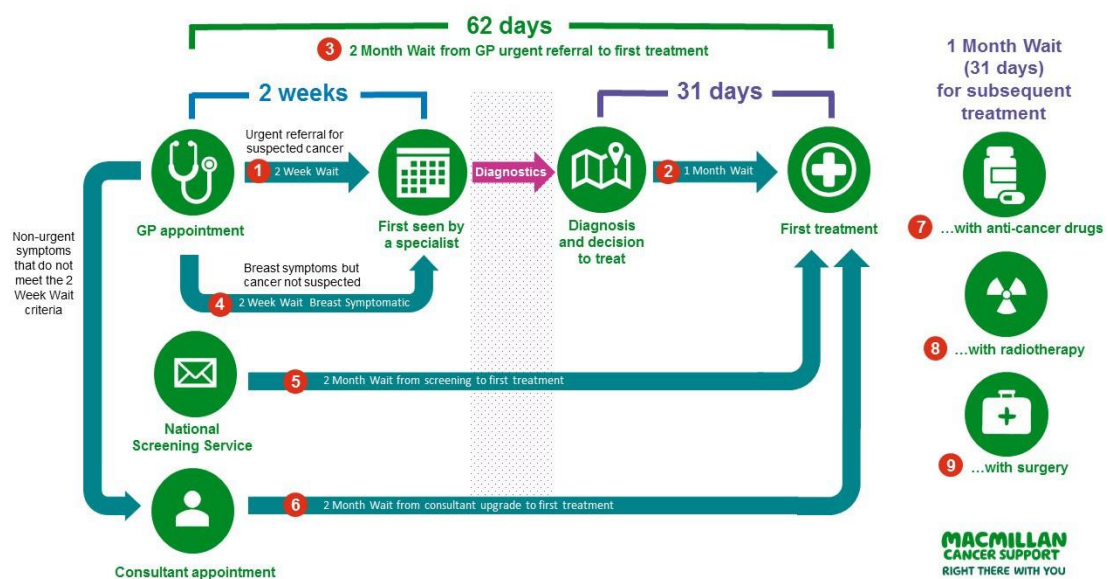 62 days
3 2 Month Wait from GP urgent referral to first treatment
2 weeks
31 days
Urgent referral for
suspected cancer
1 2 Week Wait
Diagnostics
2 1 Month Wait
GP appointment
First seen by
a specialist
Diagnosis
and decision
to treat
First treatment
Non-urgent
symptoms
that do not
meet the 2
Week Wait
criteria
Breast symptoms but
cancer not suspected
4 2 Week Wait Breast Symptomatic
5 2 Month Wait from screening to first treatment
National
Screening Service
6 2 Month Wait from consultant upgrade to first treatment
Consultant appointment
1 Month Wait
(31 days)
for subsequent
treatment
7 ...with anti-cancer drugs
8 ...with radiotherapy
9 ...with surgery
MACMILLAN
CANCER SUPPORT
RIGHT THERE WITH YOU